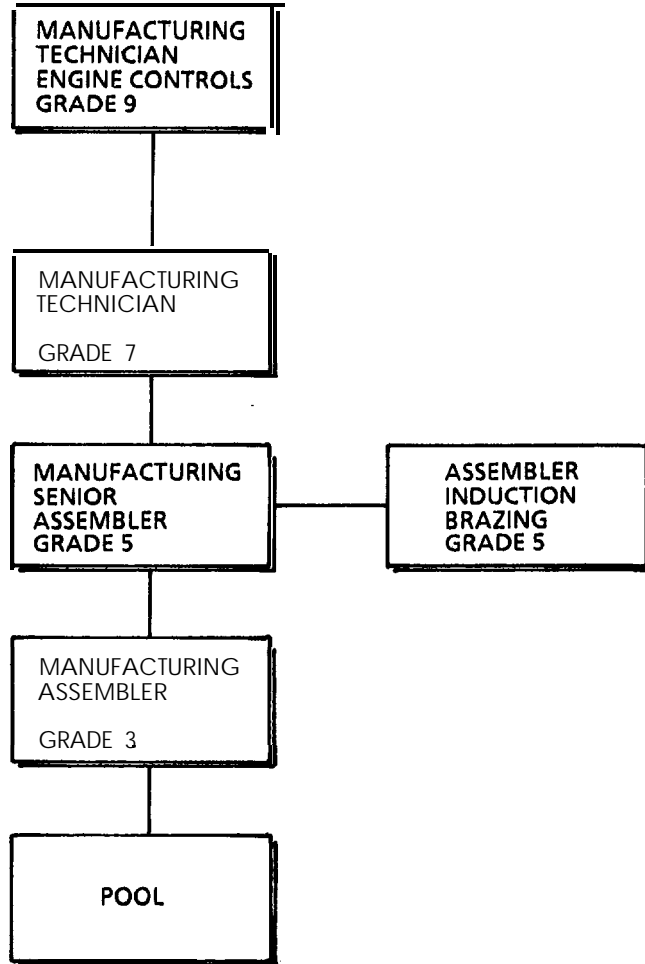 MANUFACTURING
TECHNICIAN
ENGINE CONTROLS
GRADE 9
MANUFACTURING
TECHNICIAN
GRADE 7
MANUFACTURING
SENIOR
ASSEMBLER
GRADE 5
ASSEMBLER
INDUCTION
BRAZING
GRADE 5
MANUFACTURING
ASSEMBLER
GRADE 3
POOL